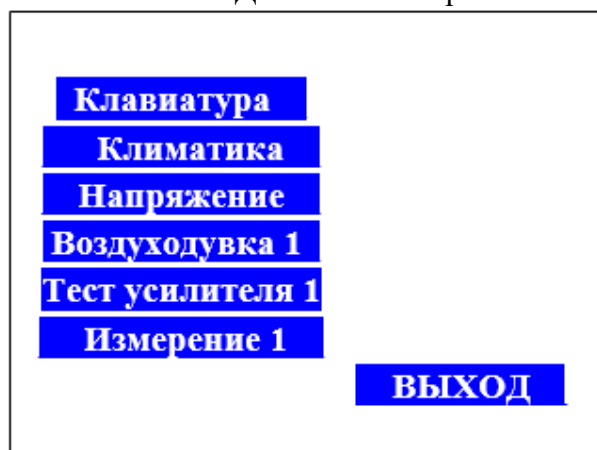 Клавиатура
Климатика
Напряжение
Воздуходувка 1
Тест усилителя 1
Измерение 1
ВЫХОД